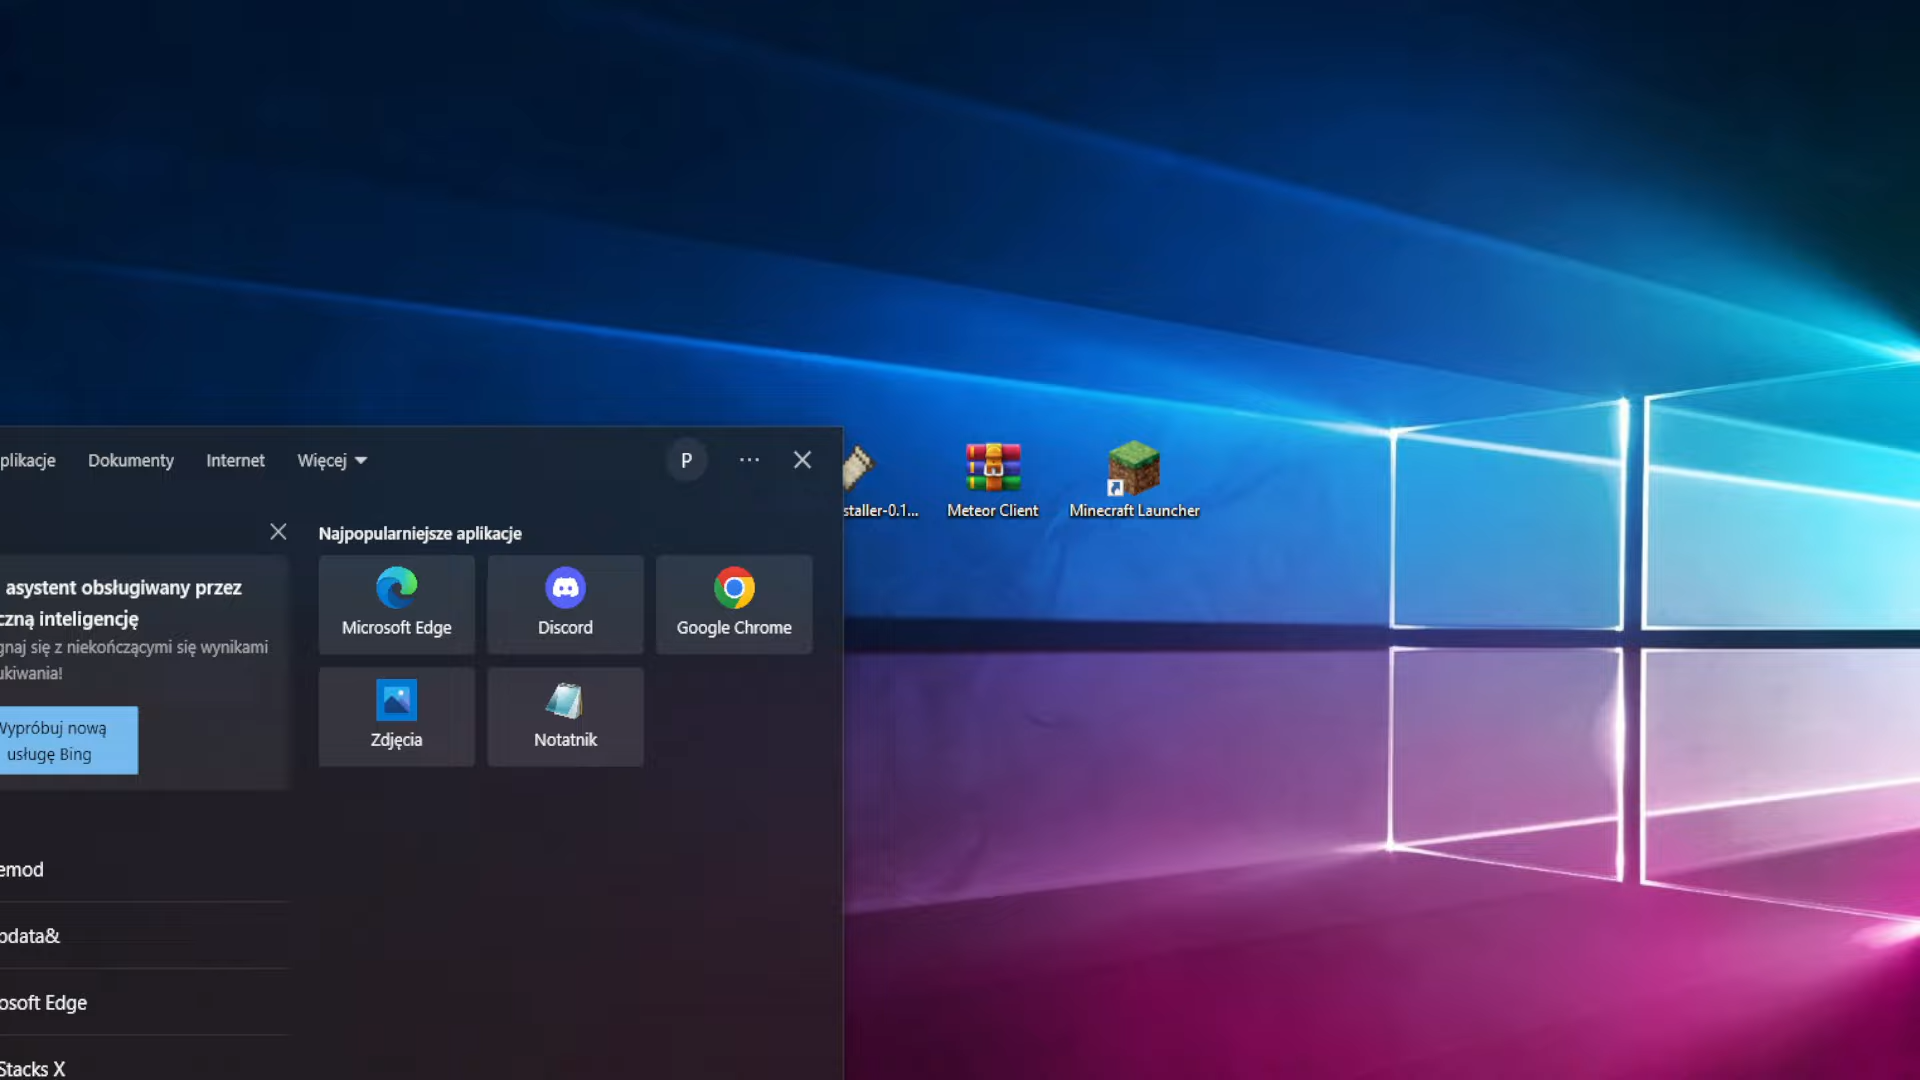 plikacje Dokumenty Internet Więcej P
staller-0.1... Meteor Client Minecraft Launcher
Najpopularniejsze aplikacje
asystent obsługiwany przez
czną inteligencję
gnaj się z niekończącymi się wynikami
ukiwania!
Wypróbuj nową
usługę Bing
Microsoft Edge Discord Google Chrome
Zdjęcia Notatnik
emod
pdata&
osoft Edge
Stacks X